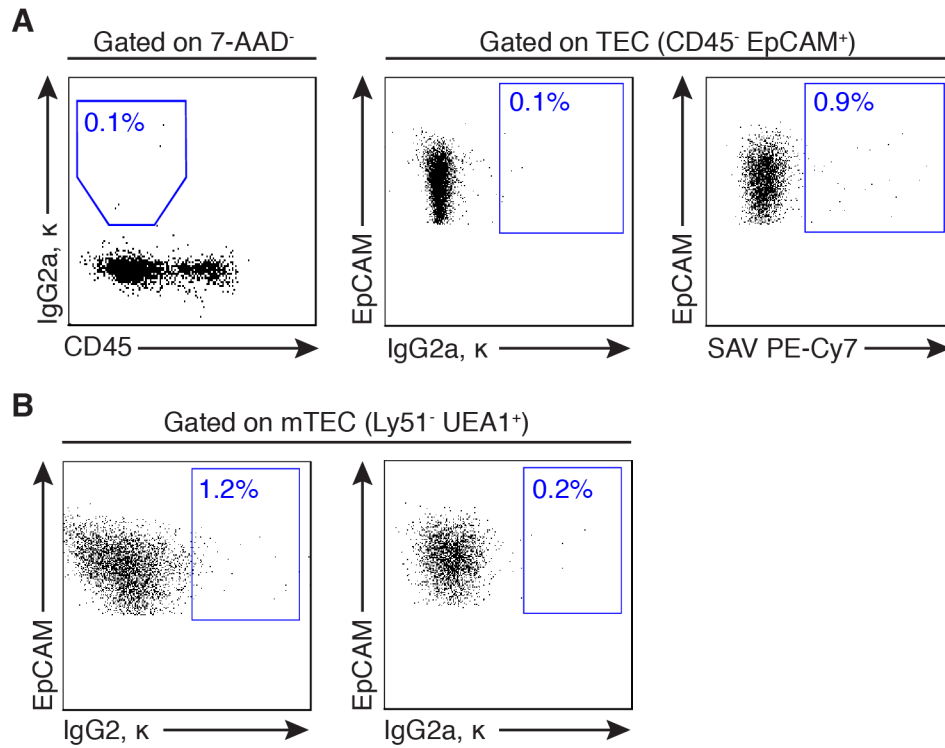 A
Gated on 7-AAD-
Gated on TEC (CD45- EpCAM+)
0.1%
IgG2a, κ
CD45
0.1%
EpCAM
IgG2a, κ
0.9%
EpCAM
SAV PE-Cy7
B
Gated on mTEC (Ly51- UEA1+)
1.2%
EpCAM
IgG2, κ
0.2%
EpCAM
IgG2a, κ